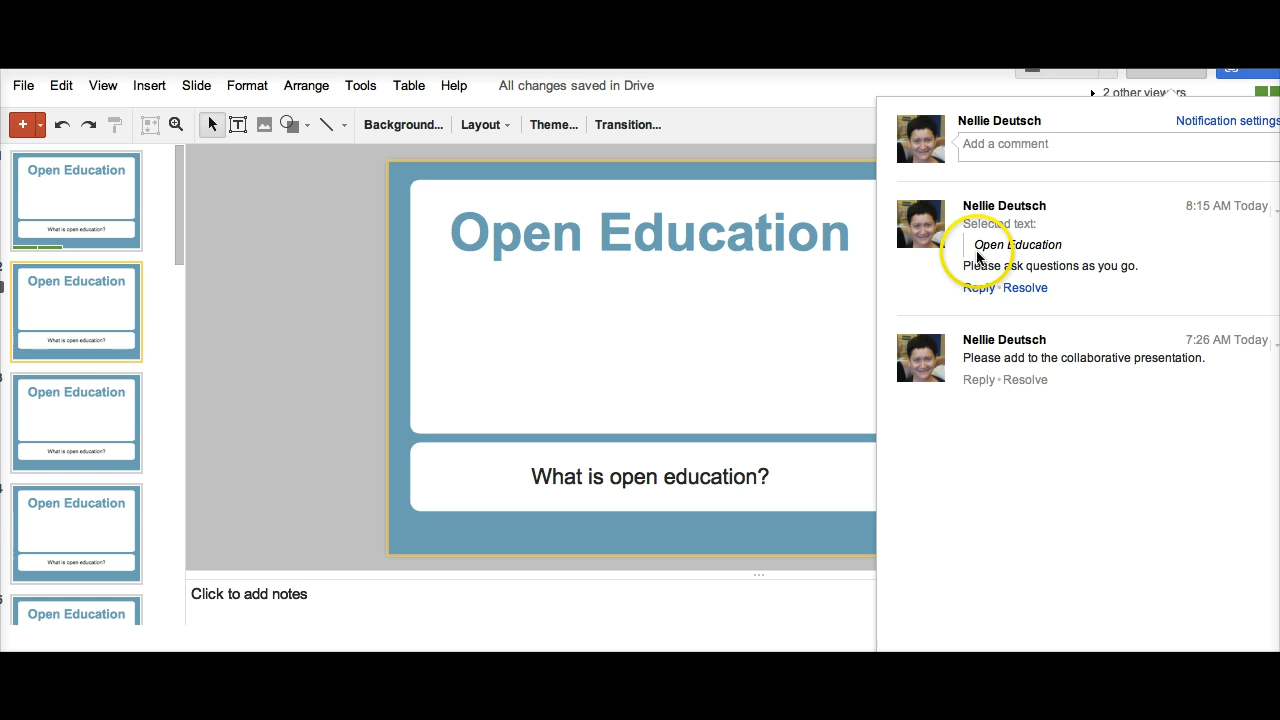 File Edit View Insert Slide Format Arrange Tools Table Help All changes saved in Drive
2 other viewers
Background... Layout Theme... Transition...
Open Education
What is open education?
2
Open Education
What is open education?
3
Open Education
What is open education?
4
Open Education
What is open education?
5
Open Education
Open Education
What is open education?
Click to add notes
Nellie Deutsch Notification settings
Add a comment
Nellie Deutsch 8:15 AM Today
Selected text:
Open Education
Please ask questions as you go.
Reply • Resolve
Nellie Deutsch 7:26 AM Today
Please add to the collaborative presentation.
Reply • Resolve